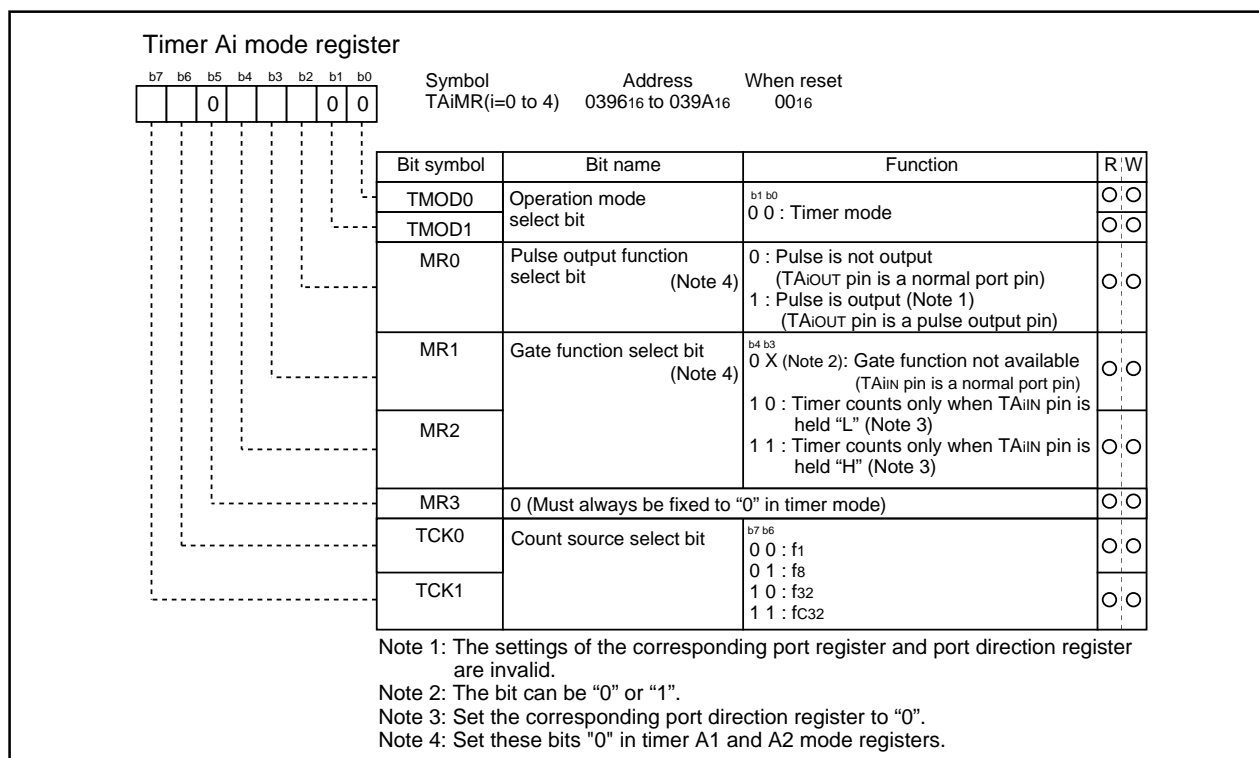 Timer Ai mode register
b7 b6 b5 b4 b3 b2 b1 b0
0 0 0
Symbol Address When reset
TAiMR(i=0 to 4) 039616 to 039A16 0016
Bit symbol Bit name Function R W
TMOD0
TMOD1
Operation mode
select bit
b1 b0
0 0 : Timer mode
MR0
Pulse output function
select bit (Note 4)
0 : Pulse is not output
(TAiOUT pin is a normal port pin)
1 : Pulse is output (Note 1)
(TAiOUT pin is a pulse output pin)
MR1
MR2
Gate function select bit
(Note 4)
b4 b3
0 X (Note 2): Gate function not available
(TAiIN pin is a normal port pin)
1 0 : Timer counts only when TAiIN pin is
held “L” (Note 3)
1 1 : Timer counts only when TAiIN pin is
held “H” (Note 3)
MR3 0 (Must always be fixed to “0” in timer mode)
TCK0
TCK1
Count source select bit
b7 b6
0 0 : f1
0 1 : f8
1 0 : f32
1 1 : fC32
Note 1: The settings of the corresponding port register and port direction register
are invalid.
Note 2: The bit can be “0” or “1”.
Note 3: Set the corresponding port direction register to “0”.
Note 4: Set these bits "0" in timer A1 and A2 mode registers.